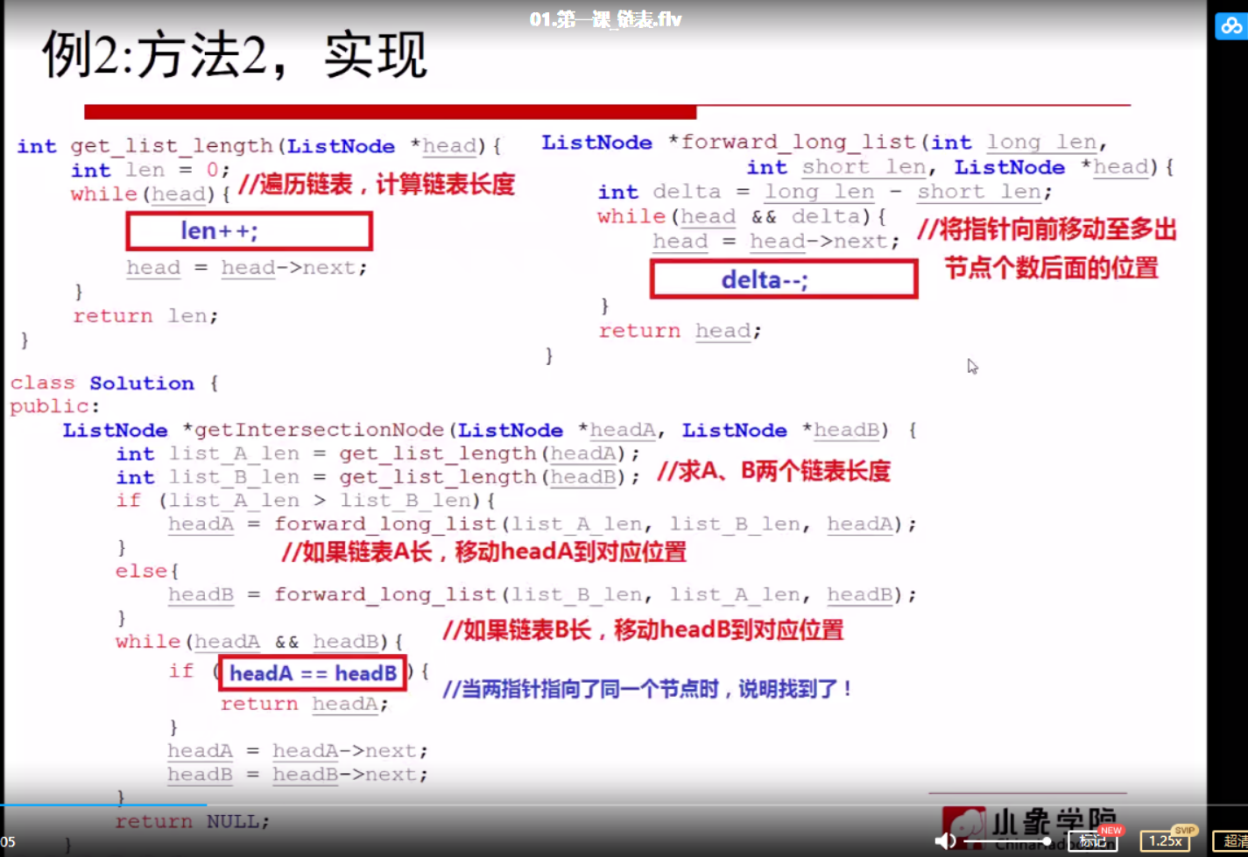 01.第一课_链表.flv
例2:方法2，实现
int get_list_length(ListNode *head){
int len = 0;
while(head){ //遍历链表，计算链表长度
len++;
head = head->next;
}
return len;
}
ListNode *forward_long_list(int long_len,
int short_len, ListNode *head){
int delta = long_len - short_len;
while(head && delta){
head = head->next; //将指针向前移动至多出
节点个数后面的位置
delta--;
}
return head;
}
class Solution {
public:
ListNode *getIntersectionNode(ListNode *headA, ListNode *headB) {
int list_A_len = get_list_length(headA);
int list_B_len = get_list_length(headB); //求A、B两个链表长度
if (list_A_len > list_B_len){
headA = forward_long_list(list_A_len, list_B_len, headA);
} //如果链表A长，移动headA到对应位置
else{
headB = forward_long_list(list_B_len, list_A_len, headB);
}
//如果链表B长，移动headB到对应位置
while(headA && headB){
if (headA == headB){
//当两指针指向了同一个节点时，说明找到了！
return headA;
}
headA = headA->next;
headB = headB->next;
}
return NULL;
}
小象学院
05
标记
NEW
1.25x
SVIP
超清